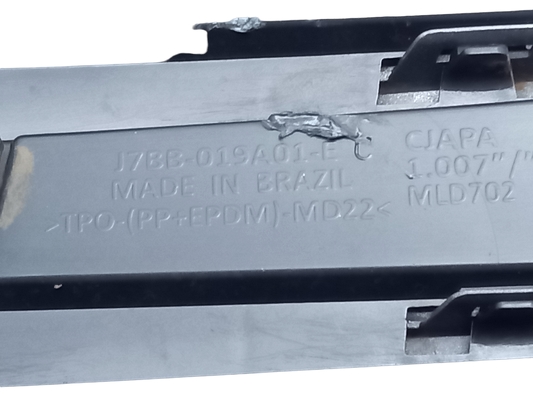 J7BB-019A01-E C
MADE IN BRAZIL
>TPO-(PP+EPDM)-MD22<
CJAPA
1.007"/"
MLD702